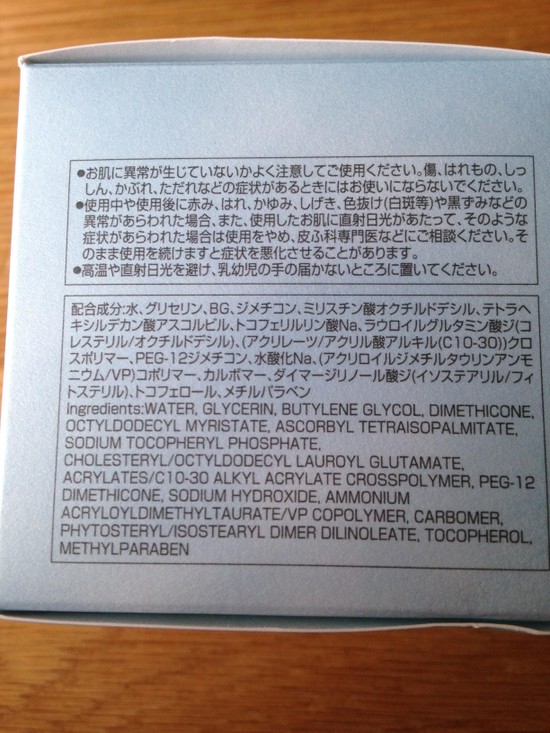 ●お肌に異常が生じていないかよく注意してご使用ください。傷、はれもの、しっ
しん、かぶれ、ただれなどの症状があるときにはお使いにならないでください。
●使用中や使用後に赤み、はれ、かゆみ、しげき、色抜け(白斑等)や黒ずみなどの
異常があらわれた場合、また、使用したお肌に直射日光があたって、そのような
症状があらわれた場合は使用をやめ、皮ふ科専門医などにご相談ください。そ
のまま使用を続けますと症状を悪化させることがあります。
●高温や直射日光を避け、乳幼児の手の届かないところに置いてください。
配合成分:水、グリセリン、BG、ジメチコン、ミリスチン酸オクチルドデシル、テトラヘ
キシルデカン酸アスコルビル、トコフェリルリン酸Na、ラウロイルグルタミン酸ジ(コ
レステリル/オクチルドデシル)、(アクリレーツ/アクリル酸アルキル(C10-30))クロ
スポリマー、PEG-12ジメチコン、水酸化Na、(アクリロイルジメチルタウリンアンモ
ニウム/VP)コポリマー、カルボマー、ダイマージリノール酸ジ(イソステアリル/フィ
トステリル)、トコフェロール、メチルパラベン
Ingredients:WATER, GLYCERIN, BUTYLENE GLYCOL, DIMETHICONE,
OCTYLDODECYL MYRISTATE, ASCORBYL TETRAISOPALMITATE,
SODIUM TOCOPHERYL PHOSPHATE,
CHOLESTERYL/OCTYLDODECYL LAUROYL GLUTAMATE,
ACRYLATES/C10-30 ALKYL ACRYLATE CROSSPOLYMER, PEG-12
DIMETHICONE, SODIUM HYDROXIDE, AMMONIUM
ACRYLOYLDIMETHYLTAURATE/VP COPOLYMER, CARBOMER,
PHYTOSTERYL/ISOSTEARYL DIMER DILINOLEATE, TOCOPHEROL,
METHYLPARABEN